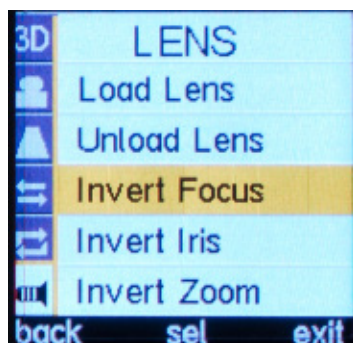 3D LENS
Load Lens
Unload Lens
Invert Focus
Invert Iris
Invert Zoom
back sel exit